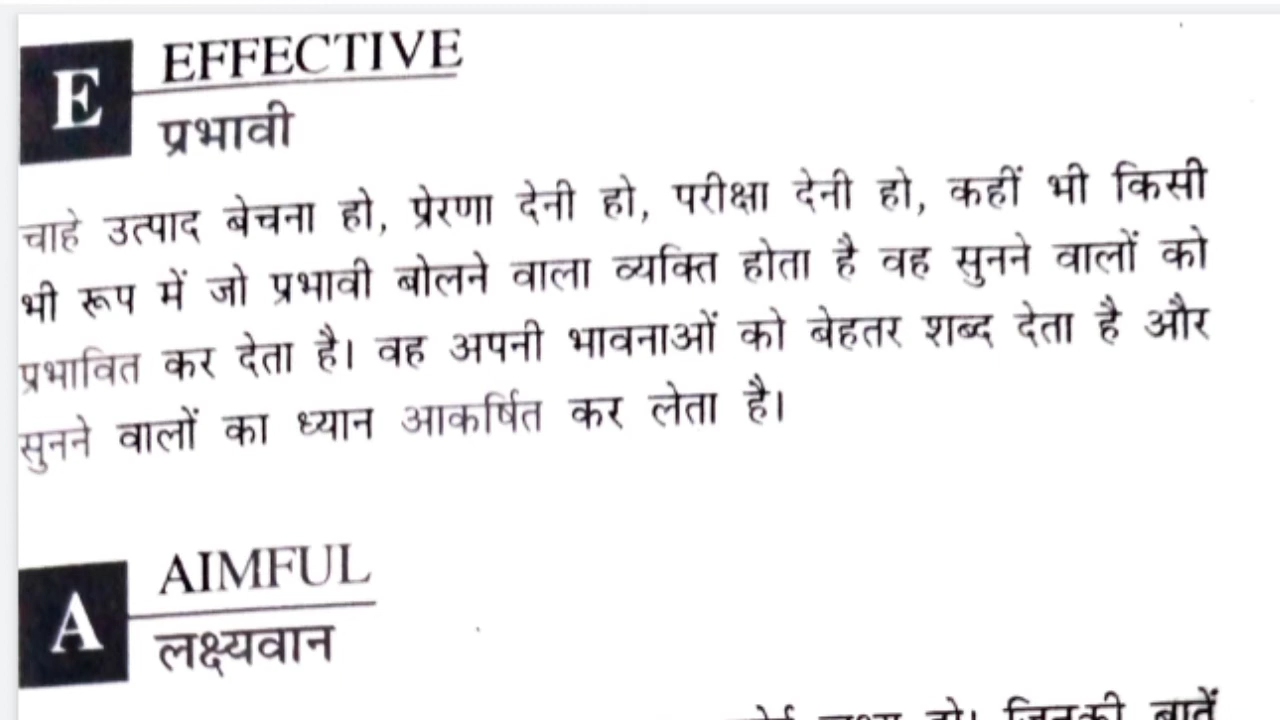 E EFFECTIVE
प्रभावी
चाहे उत्पाद बेचना हो, प्रेरणा देनी हो, परीक्षा देनी हो, कहीं भी किसी
भी रूप में जो प्रभावी बोलने वाला व्यक्ति होता है वह सुनने वालों को
प्रभावित कर देता है। वह अपनी भावनाओं को बेहतर शब्द देता है और
सुनने वालों का ध्यान आकर्षित कर लेता है।
A AIMFUL
लक्ष्यवान
जिनकी बातें